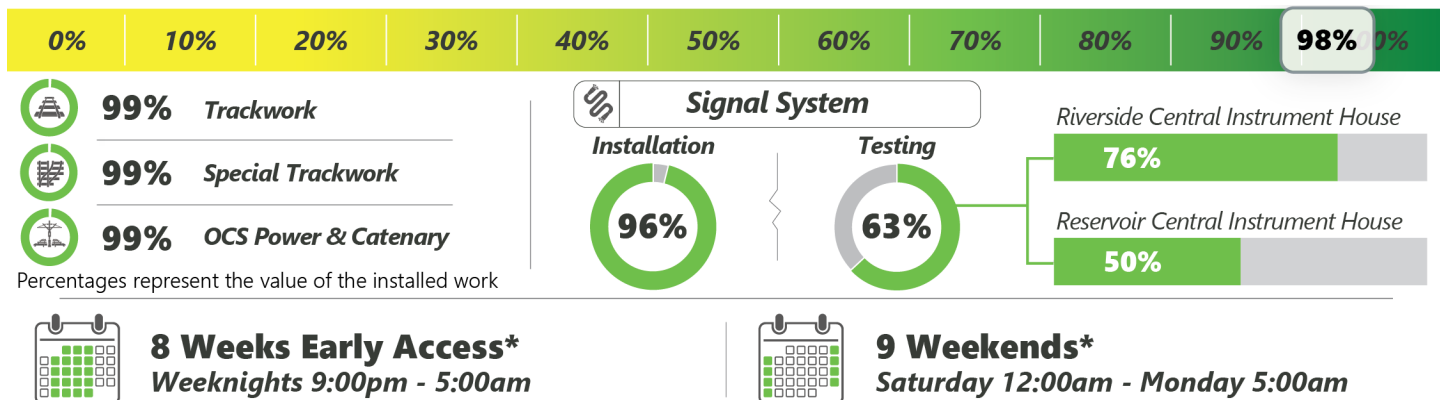 0% 10% 20% 30% 40% 50% 60% 70% 80% 90% 98% 0%
99% Trackwork
99% Special Trackwork
99% OCS Power & Catenary
Percentages represent the value of the installed work
Signal System
Installation
96%
Testing
63%
Riverside Central Instrument House
76%
Reservoir Central Instrument House
50%
8 Weeks Early Access*
Weeknights 9:00pm - 5:00am
9 Weekends*
Saturday 12:00am - Monday 5:00am